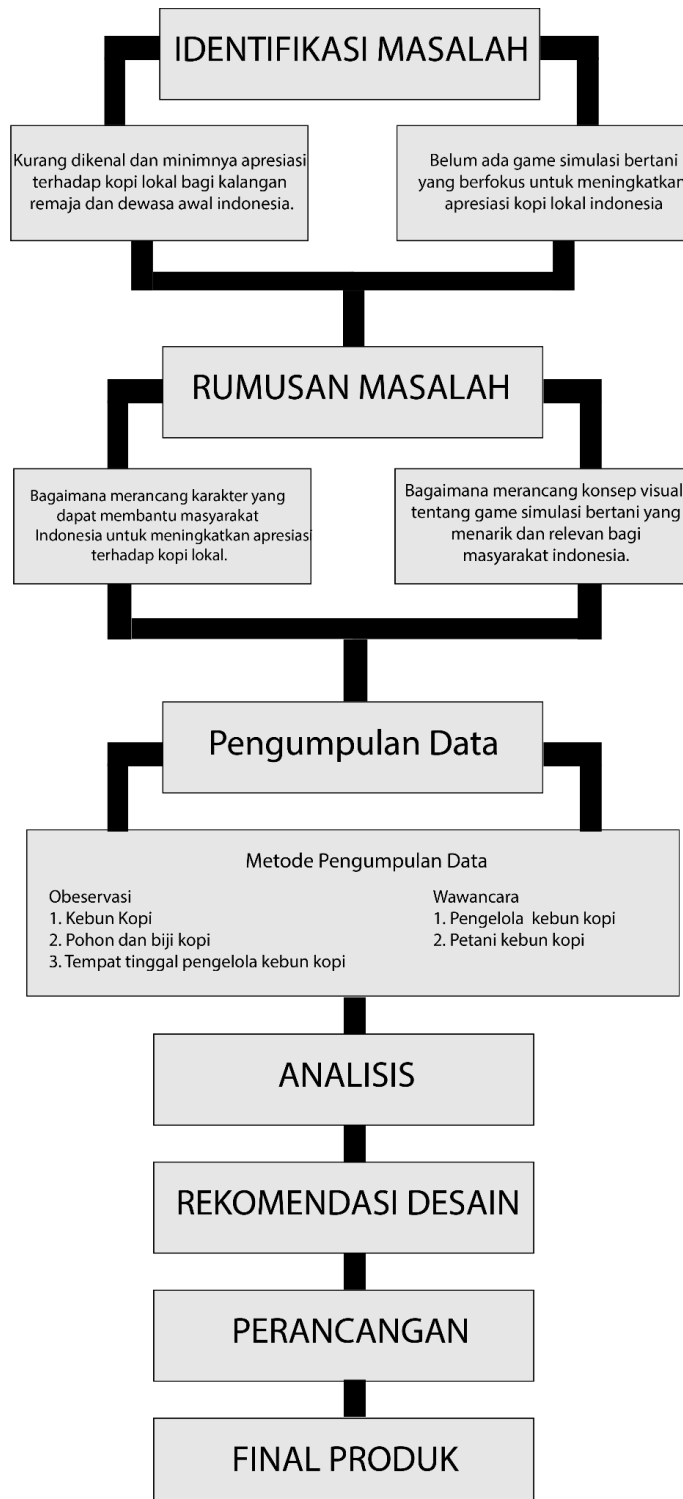 IDENTIFIKASI MASALAH
Kurang dikenal dan minimnya apresiasi
terhadap kopi lokal bagi kalangan
remaja dan dewasa awal indonesia.
Belum ada game simulasi bertani
yang berfokus untuk meningkatkan
apresiasi kopi lokal indonesia
RUMUSAN MASALAH
Bagaimana merancang karakter yang
dapat membantu masyarakat
Indonesia untuk meningkatkan apresiasi
terhadap kopi lokal.
Bagaimana merancang konsep visual
tentang game simulasi bertani yang
menarik dan relevan bagi
masyarakat indonesia.
Pengumpulan Data
Metode Pengumpulan Data
Obeservasi
1. Kebun Kopi
2. Pohon dan biji kopi
3. Tempat tinggal pengelola kebun kopi
Wawancara
1. Pengelola kebun kopi
2. Petani kebun kopi
ANALISIS
REKOMENDASI DESAIN
PERANCANGAN
FINAL PRODUK